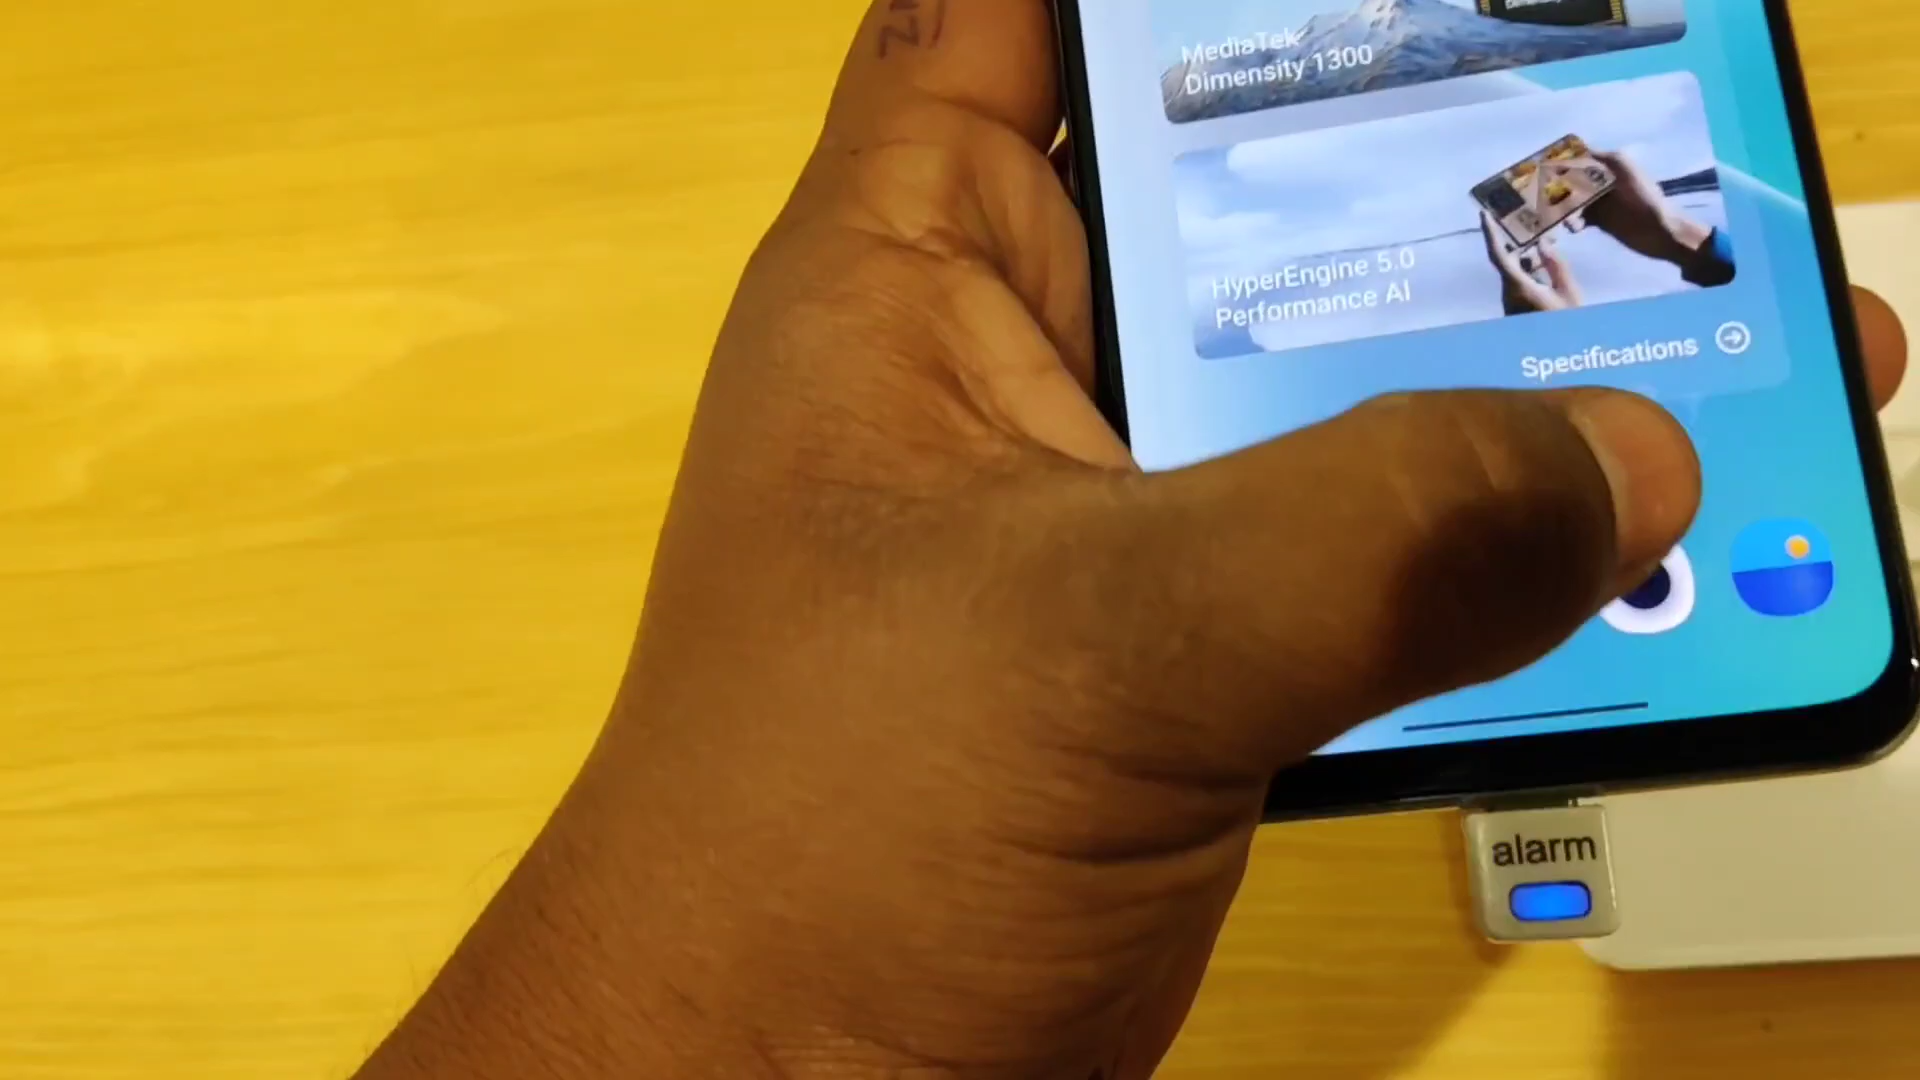 MediaTek
Dimensity 1300
HyperEngine 5.0
Performance AI
Specifications
alarm